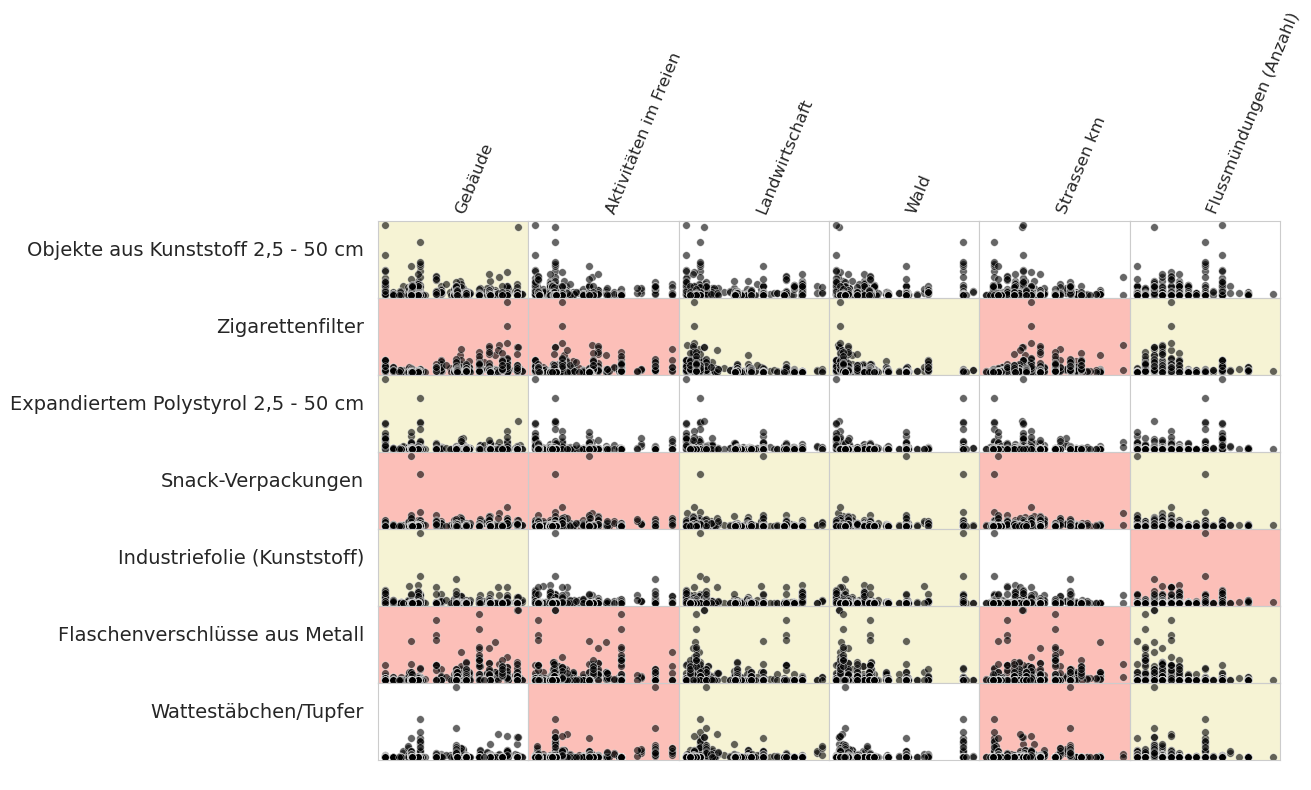 Gebäude
Aktivitäten im Freien
Landwirtschaft
Wald
Strassen km
Flussmündungen (Anzahl)
Objekte aus Kunststoff 2,5 - 50 cm
Zigarettenfilter
Expandiertem Polystyrol 2,5 - 50 cm
Snack-Verpackungen
Industriefolie (Kunststoff)
Flaschenverschlüsse aus Metall
Wattestäbchen/Tupfer